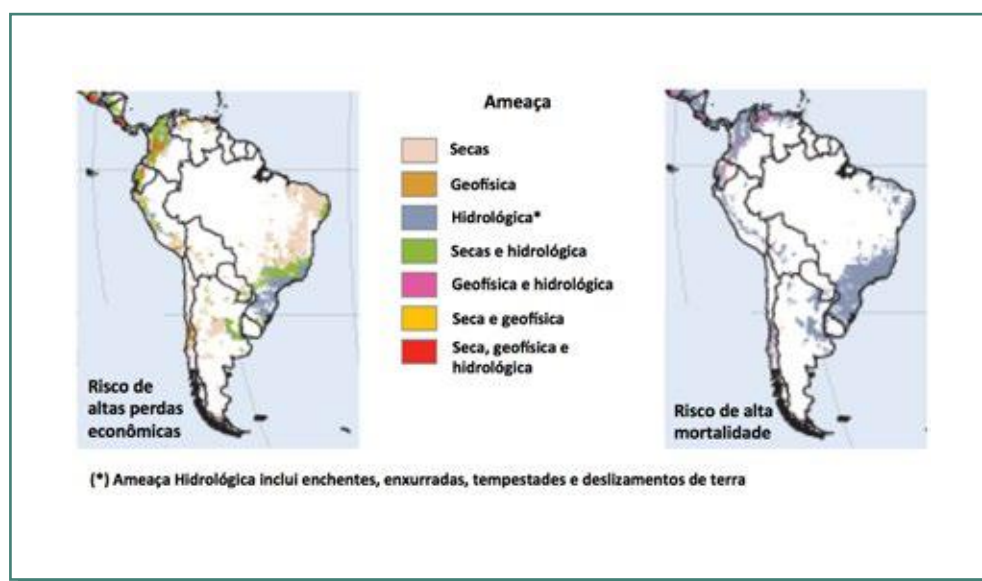 Ameaça
Secas
Geofísica
Hidrológica*
Secas e hidrológica
Geofísica e hidrológica
Seca e geofísica
Seca, geofísica e
hidrológica
Risco de
altas perdas
econômicas
Risco de alta
mortalidade
(*) Ameaça Hidrológica inclui enchentes, enxurradas, tempestades e deslizamentos de terra